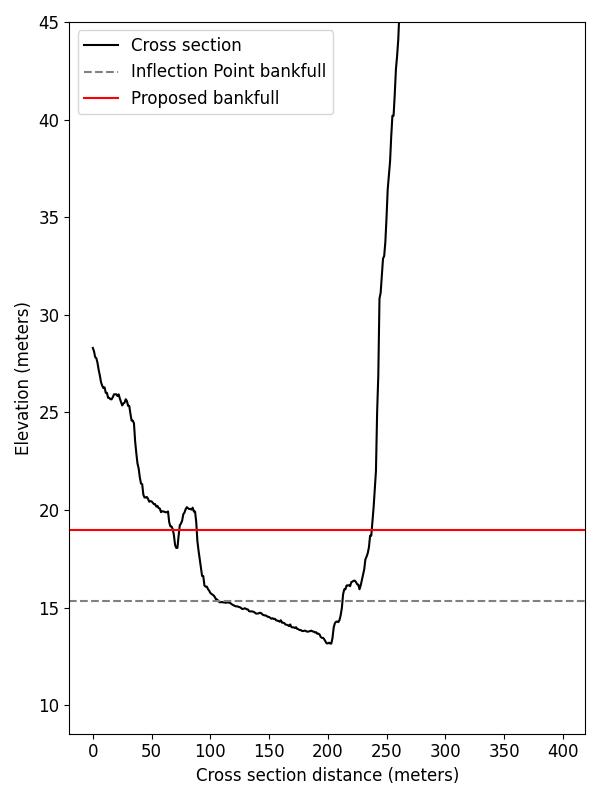 Cross section
Inflection Point bankfull
Proposed bankfull
45
40
35
30
25
20
15
10
Elevation (meters)
0 50 100 150 200 250 300 350 400
Cross section distance (meters)